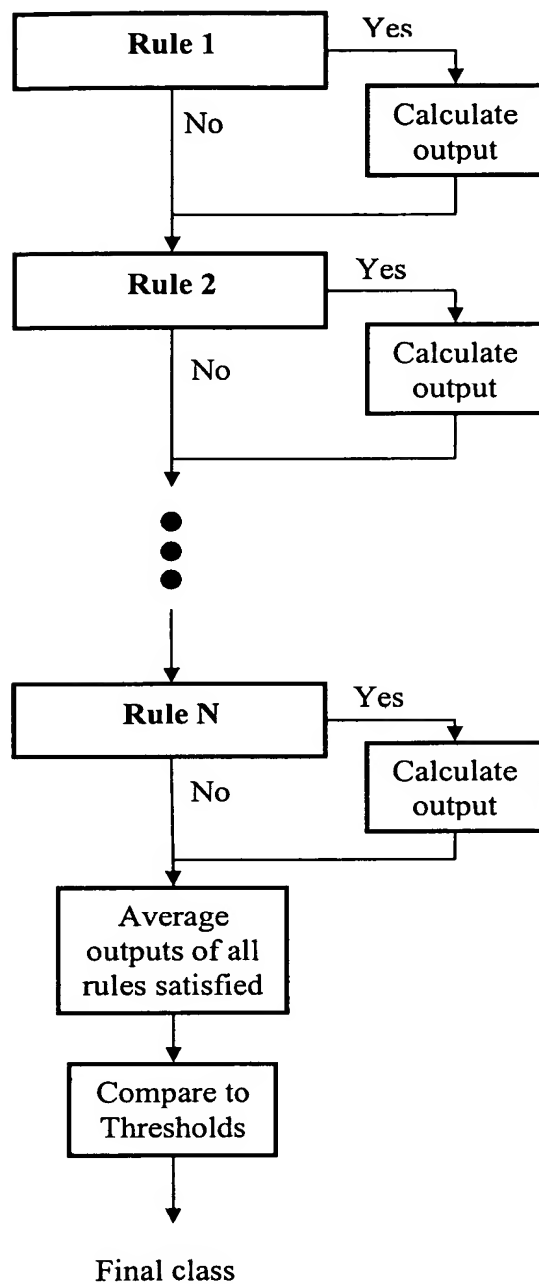 Rule 1
Yes
No
Calculate
output
Rule 2
Yes
No
Calculate
output
Rule N
Yes
No
Calculate
output
Average
outputs of all
rules satisfied
Compare to
Thresholds
Final class